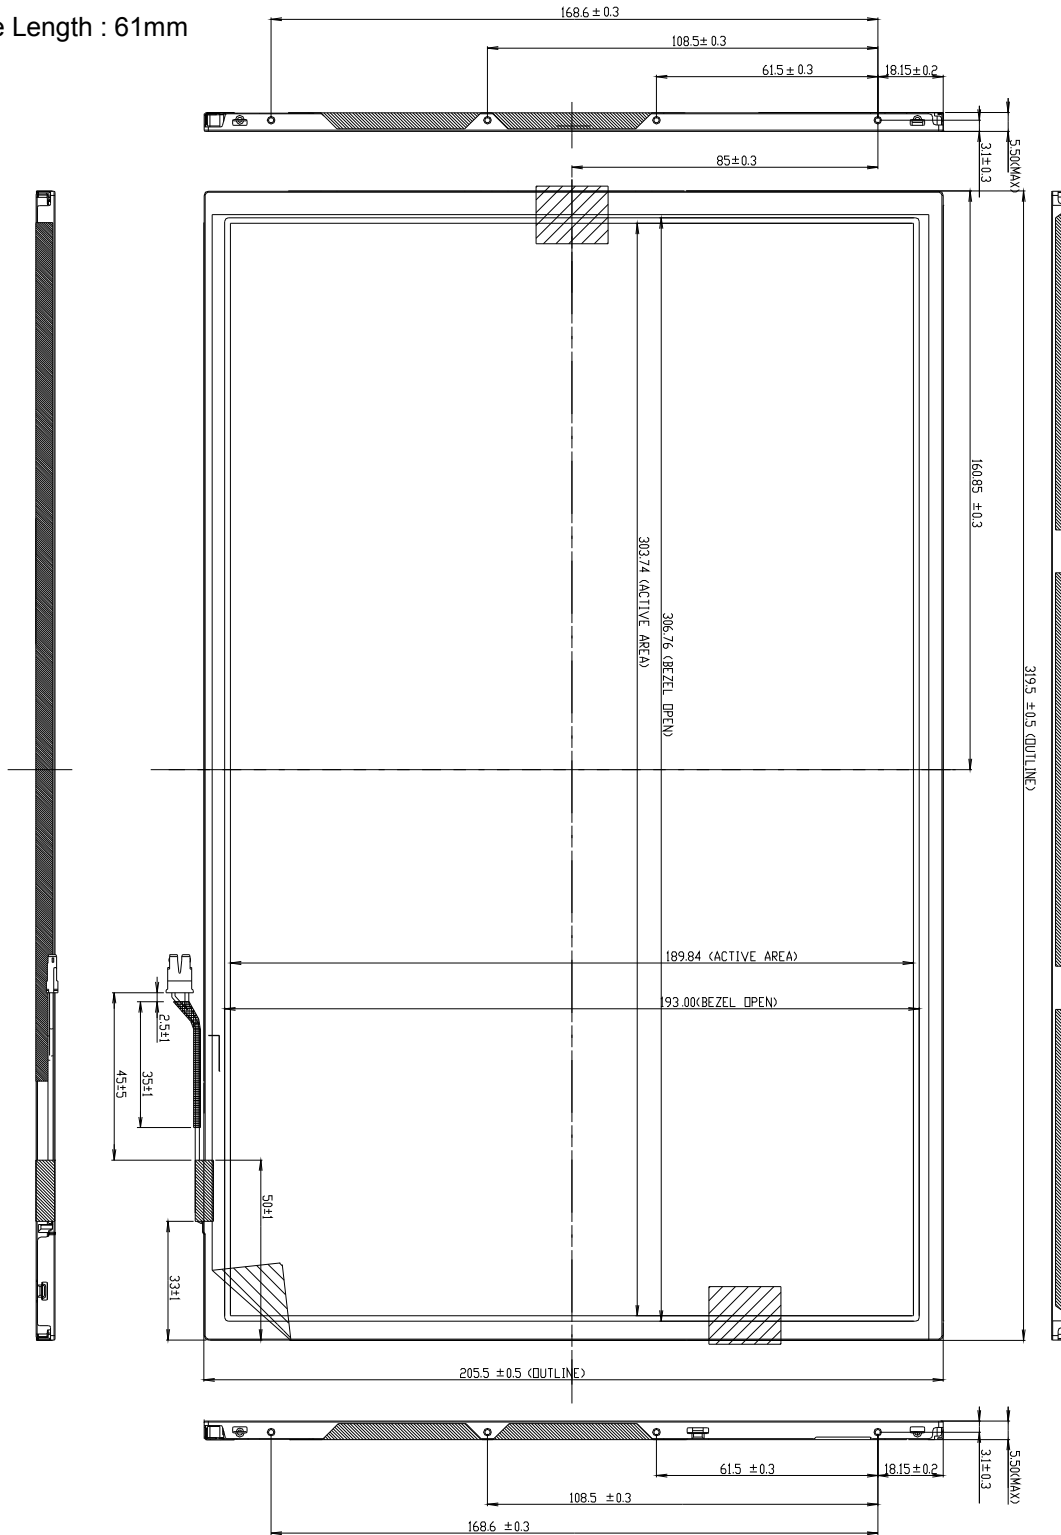 e Length : 61mm
168.6 ± 0.3
108.5± 0.3
61.5 ± 0.3
18.15±0.2
3.1±0.3
5.50(MAX)
85±0.3
160.85 ±0.3
319.5 ±0.5 (OUTLINE)
303.74 (ACTIVE AREA)
306.76 (BEZEL OPEN)
189.84 (ACTIVE AREA)
193.00(BEZEL OPEN)
2.5±1
35±1
45±5
50±1
33±1
205.5 ±0.5 (OUTLINE)
3.1±0.3
5.50(MAX)
61.5 ±0.3
18.15±0.2
108.5 ±0.3
168.6 ±0.3